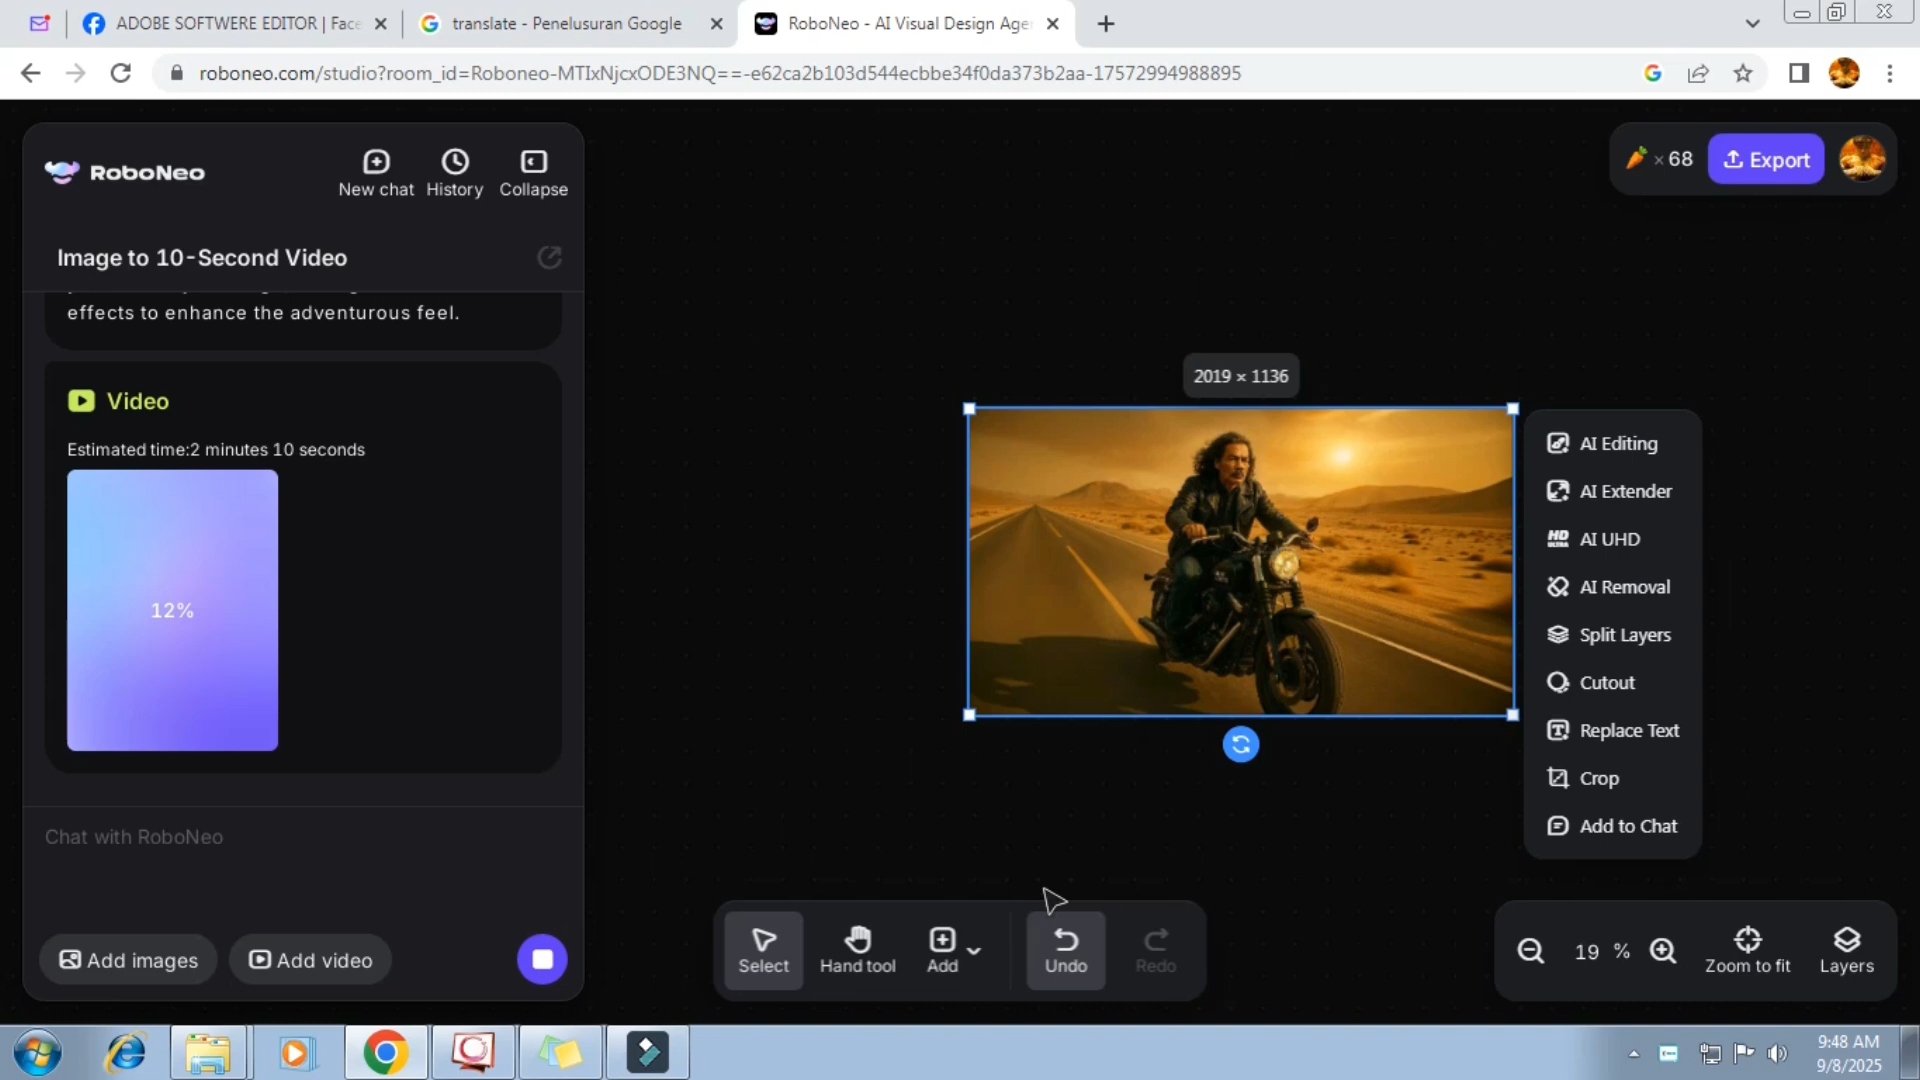 ADOBE SOFTWERE EDITOR | Face
translate - Penelusuran Google
RoboNeo - AI Visual Design Age
roboneo.com/studio?room_id=Roboneo-MTIxNjcxODE3NQ==-e62ca2b103d544ecbbe34f0da373b2aa-17572994988895
RoboNeo
New chat
History
Collapse
× 68
Export
Image to 10-Second Video
effects to enhance the adventurous feel.
Video
Estimated time:2 minutes 10 seconds
12%
2019 × 1136
AI Editing
AI Extender
HD ULTRA AI UHD
AI Removal
Split Layers
Cutout
Replace Text
Crop
Add to Chat
Chat with RoboNeo
Add images
Add video
Select
Hand tool
Add
Undo
Redo
19 %
Zoom to fit
Layers
9:48 AM
9/8/2025